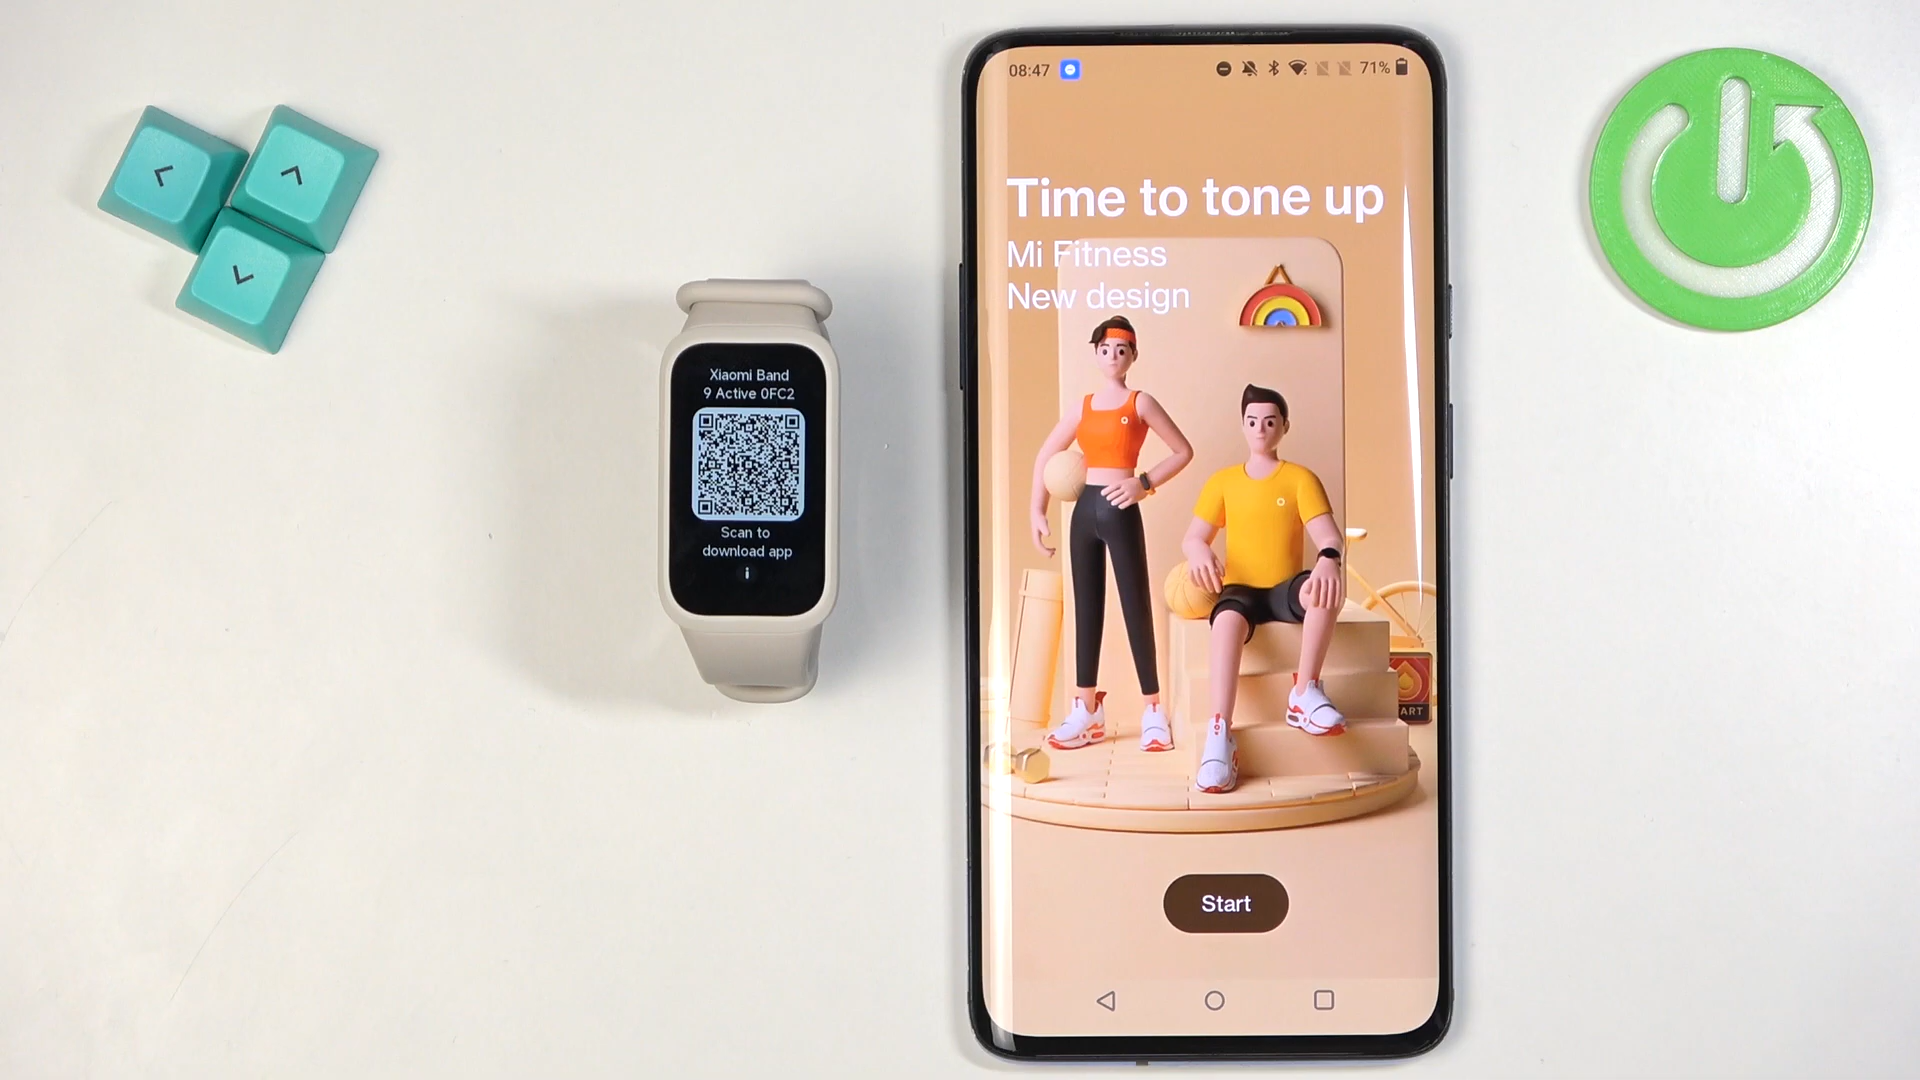 Xiaomi Band
9 Active 0FC2
Scan to
download app
i
08:47
71%
Time to tone up
Mi Fitness
New design
ART
Start